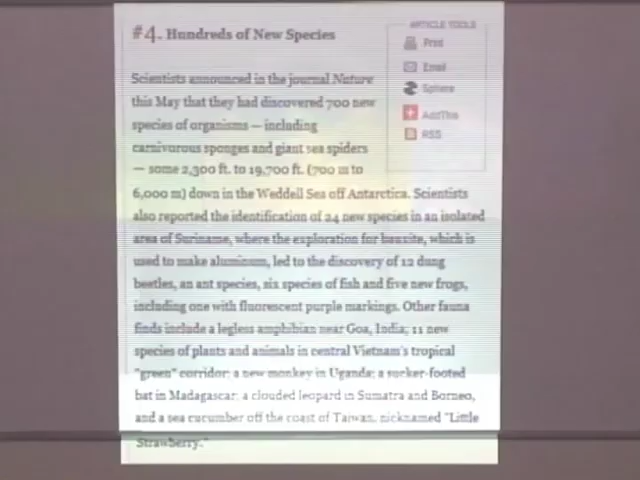 #4. Hundreds of New Species
ARTICLE TOOLS
Print
Email
Sphere
AddThis
RSS
Scientists announced in the journal Nature
this May that they had discovered 700 new
species of organisms — including
carnivorous sponges and giant sea spiders
— some 2,300 ft. to 19,700 ft. (700 m to
6,000 m) down in the Weddell Sea off Antarctica. Scientists
also reported the identification of 24 new species in an isolated
area of Suriname, where the exploration for bauxite, which is
used to make aluminum, led to the discovery of 12 dung
beetles, an ant species, six species of fish and five new frogs,
including one with fluorescent purple markings. Other fauna
finds include a legless amphibian near Goa, India; 11 new
species of plants and animals in central Vietnam's tropical
"green" corridor; a new monkey in Uganda; a sucker-footed
bat in Madagascar; a clouded leopard in Sumatra and Borneo,
and a sea cucumber off the coast of Taiwan, nicknamed "Little
Strawberry."